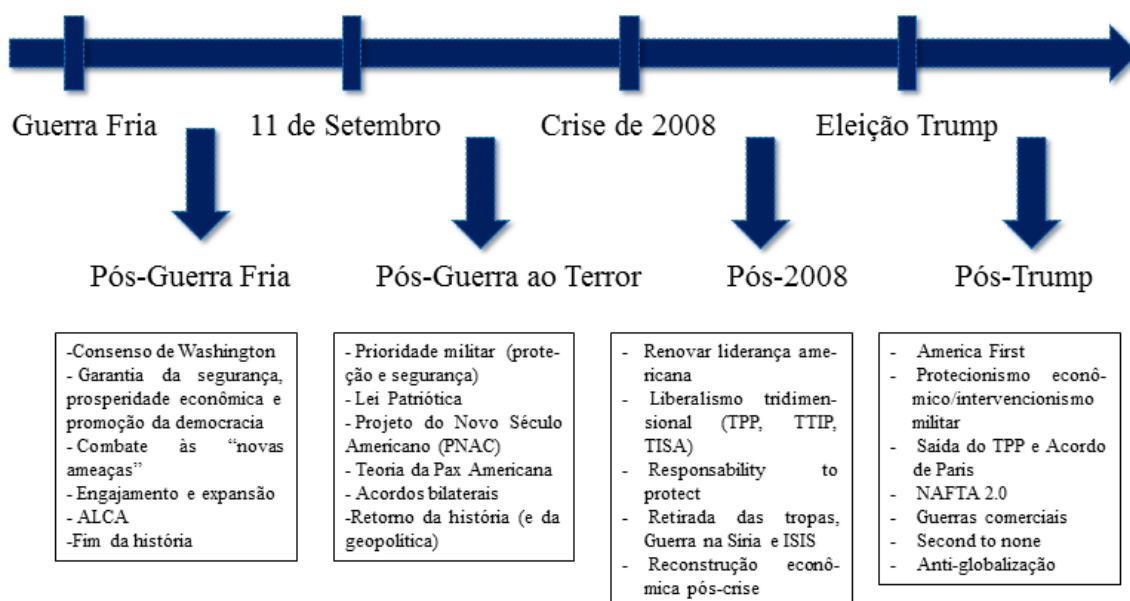 Guerra Fria
11 de Setembro
Crise de 2008
Eleição Trump
Pós-Guerra Fria
Pós-Guerra ao Terror
Pós-2008
Pós-Trump
-Consenso de Washington
- Garantia da segurança,
prosperidade econômica e
promoção da democracia
- Combate às “novas
ameaças”
- Engajamento e expansão
- ALCA
-Fim da história
- Prioridade militar (prote-
ção e segurança)
- Lei Patriótica
- Projeto do Novo Século
Americano (PNAC)
- Teoria da Pax Americana
- Acordos bilaterais
-Retorno da história (e da
geopolítica)
- Renovar liderança ame-
ricana
- Liberalismo tridimen-
sional (TPP, TTIP,
TISA)
- Responsability to
protect
- Retirada das tropas,
Guerra na Síria e ISIS
- Reconstrução econô-
mica pós-crise
- America First
- Protecionismo econô-
mico/intervencionismo
militar
- Saída do TPP e Acordo
de Paris
- NAFTA 2.0
- Guerras comerciais
- Second to none
- Anti-globalização